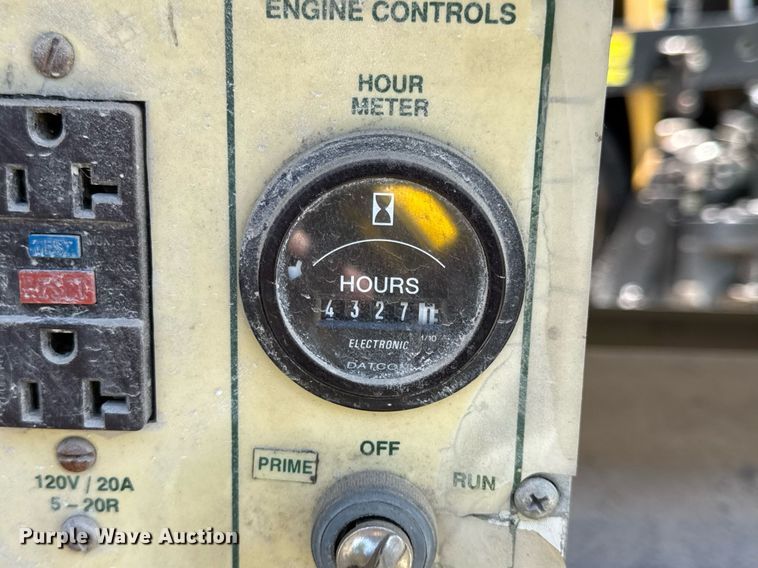 ENGINE CONTROLS
HOUR
METER
TEST
HOURS
4327
1/10
ELECTRONIC
DATCON
OFF
PRIME
RUN
120V / 20A
5-20R
Purple Wave Auction